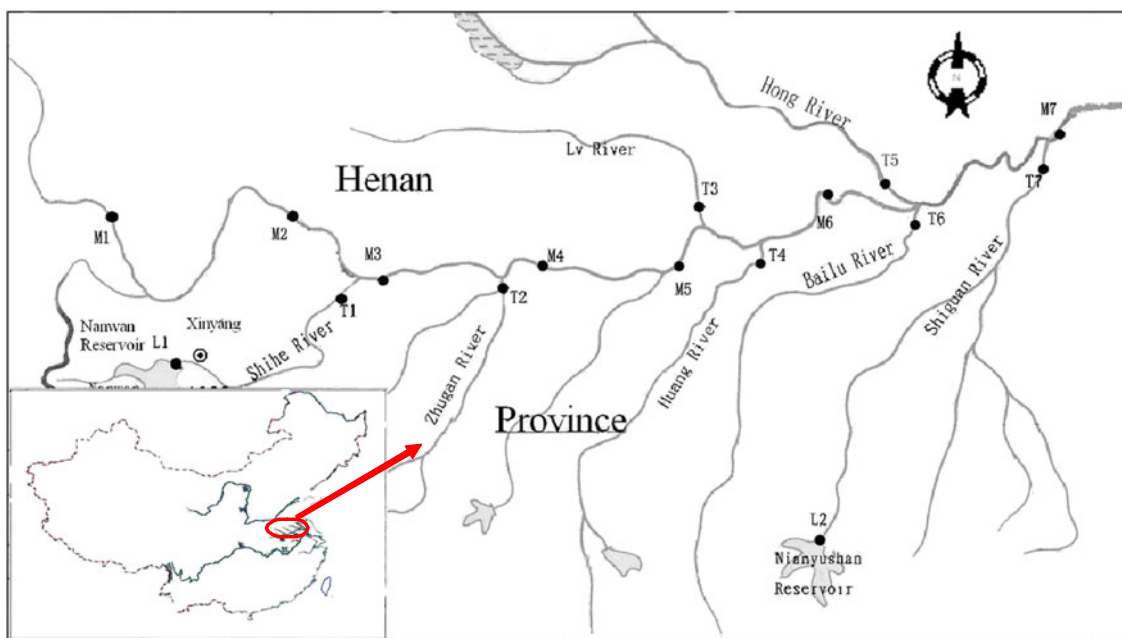 Hong River
N
M7
Lv River
T5
T7
Henan
T3
M1
M2
M6
T6
M3
M4
T4
M5
Bailu River
T2
T1
Shiguan River
Xinyang
Nanwan
Reservoir L1
Shihe River
Huang River
Zhugan River
Nanwan
Province
L2
Nianyushan
Reservoir